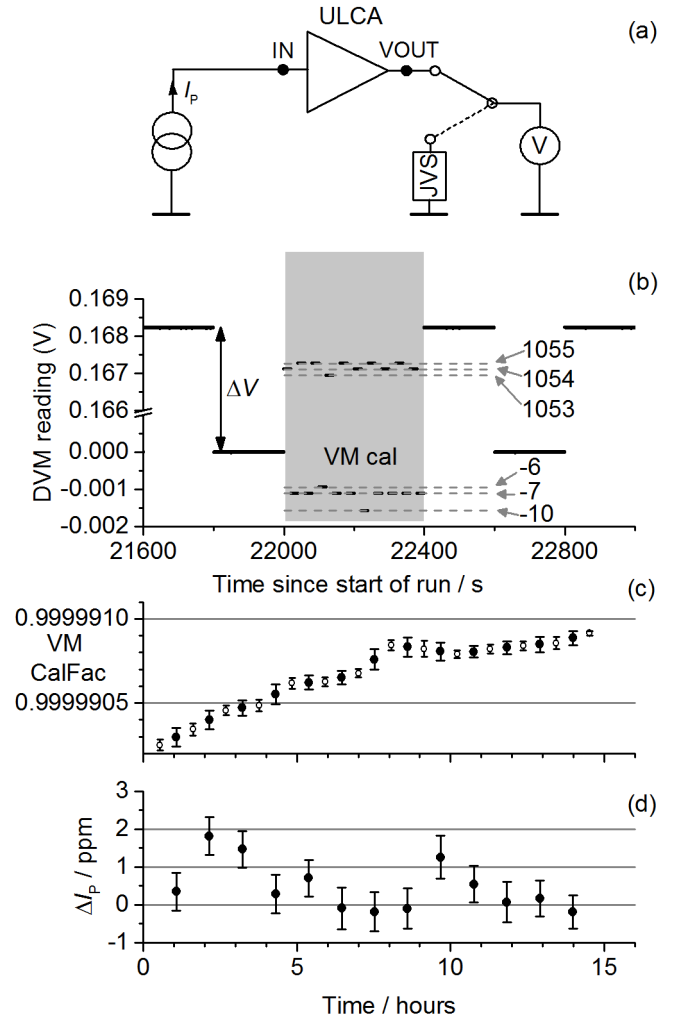 ULCA
(a)
IN
VOUT
I_P
JVS
V
(b)
0.169
0.168
0.167
0.166
0.000
-0.001
-0.002
DVM reading (V)
ΔV
VM cal
1055
1054
1053
-6
-7
-10
21600
22000
22400
22800
Time since start of run / s
(c)
0.9999910
VM
CalFac
0.9999905
(d)
3
2
1
0
-1
ΔI_P / ppm
0
5
10
15
Time / hours